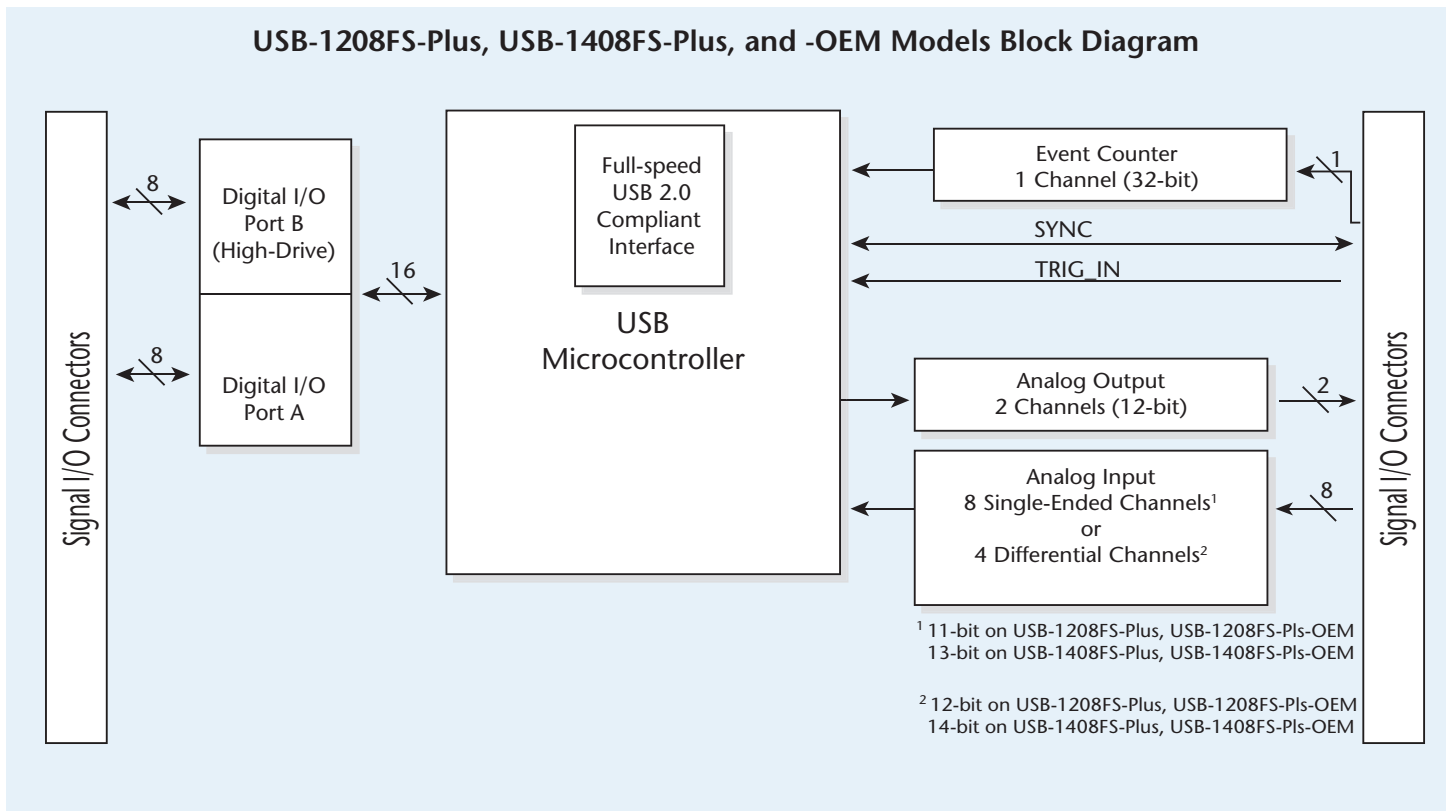 USB-1208FS-Plus, USB-1408FS-Plus, and -OEM Models Block Diagram
Signal I/O Connectors
8
Digital I/O
Port B
(High-Drive)
8
Digital I/O
Port A
16
Full-speed
USB 2.0
Compliant
Interface
USB
Microcontroller
Event Counter
1 Channel (32-bit)
1
SYNC
TRIG_IN
Analog Output
2 Channels (12-bit)
2
Analog Input
8 Single-Ended Channels¹
or
4 Differential Channels²
8
¹ 11-bit on USB-1208FS-Plus, USB-1208FS-Pls-OEM
13-bit on USB-1408FS-Plus, USB-1408FS-Pls-OEM
² 12-bit on USB-1208FS-Plus, USB-1208FS-Pls-OEM
14-bit on USB-1408FS-Plus, USB-1408FS-Pls-OEM
Signal I/O Connectors